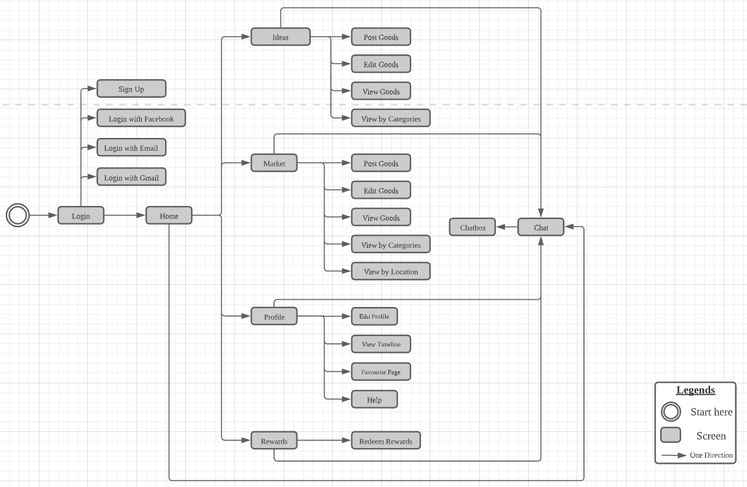 Ideas
Post Goods
Edit Goods
View Goods
View by Categories
Sign Up
Login with Facebook
Login with Email
Login with Gmail
Login
Home
Market
Post Goods
Edit Goods
View Goods
View by Categories
View by Location
Chatbox
Chat
Profile
Edit Profile
View Timeline
Favourite Page
Help
Rewards
Redeem Rewards
Legends
Start here
Screen
One Direction